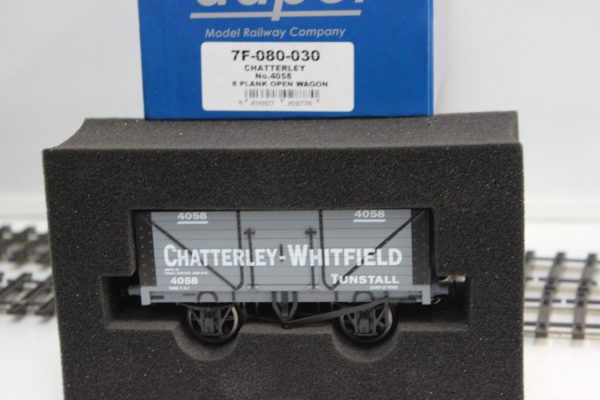 dapol
Model Railway Company
7F-080-030
CHATTERLEY
No.4058
8 PLANK OPEN WAGON
4058 4058
CHATTERLEY-WHITFIELD
4058 TUNSTALL